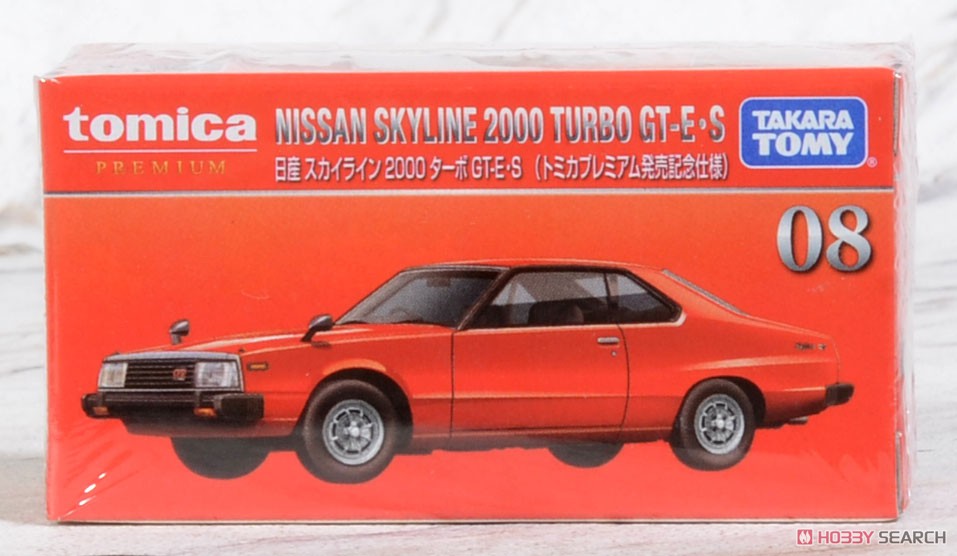 tomica
PREMIUM
NISSAN SKYLINE 2000 TURBO GT-E・S
日産 スカイライン 2000 ターボ GT-E・S (トミカプレミアム発売記念仕様)
TAKARA
TOMY
®
08
HOBBY SEARCH